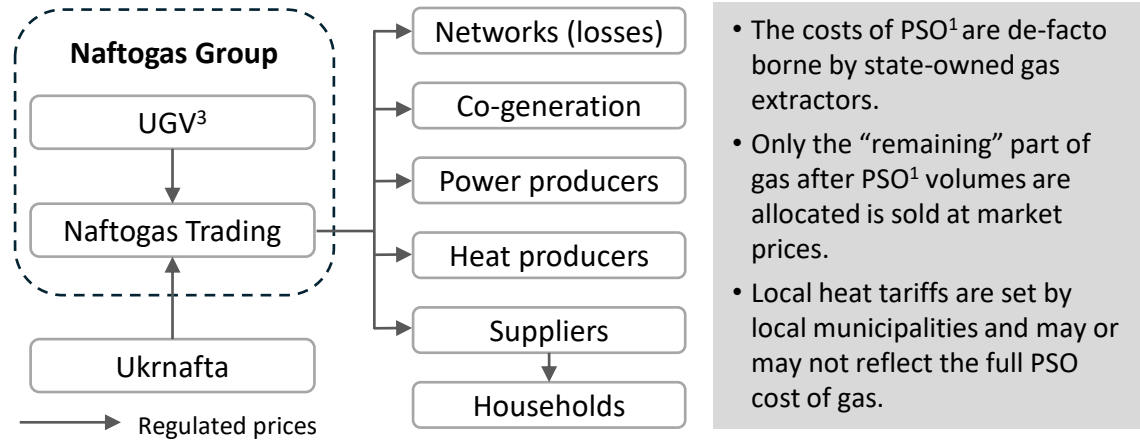 Naftogas Group
UGV³
Naftogas Trading
Ukrnafta
Regulated prices
Networks (losses)
Co-generation
Power producers
Heat producers
Suppliers
Households
• The costs of PSO¹ are de-facto
borne by state-owned gas
extractors.
• Only the “remaining” part of
gas after PSO¹ volumes are
allocated is sold at market
prices.
• Local heat tariffs are set by
local municipalities and may or
may not reflect the full PSO
cost of gas.